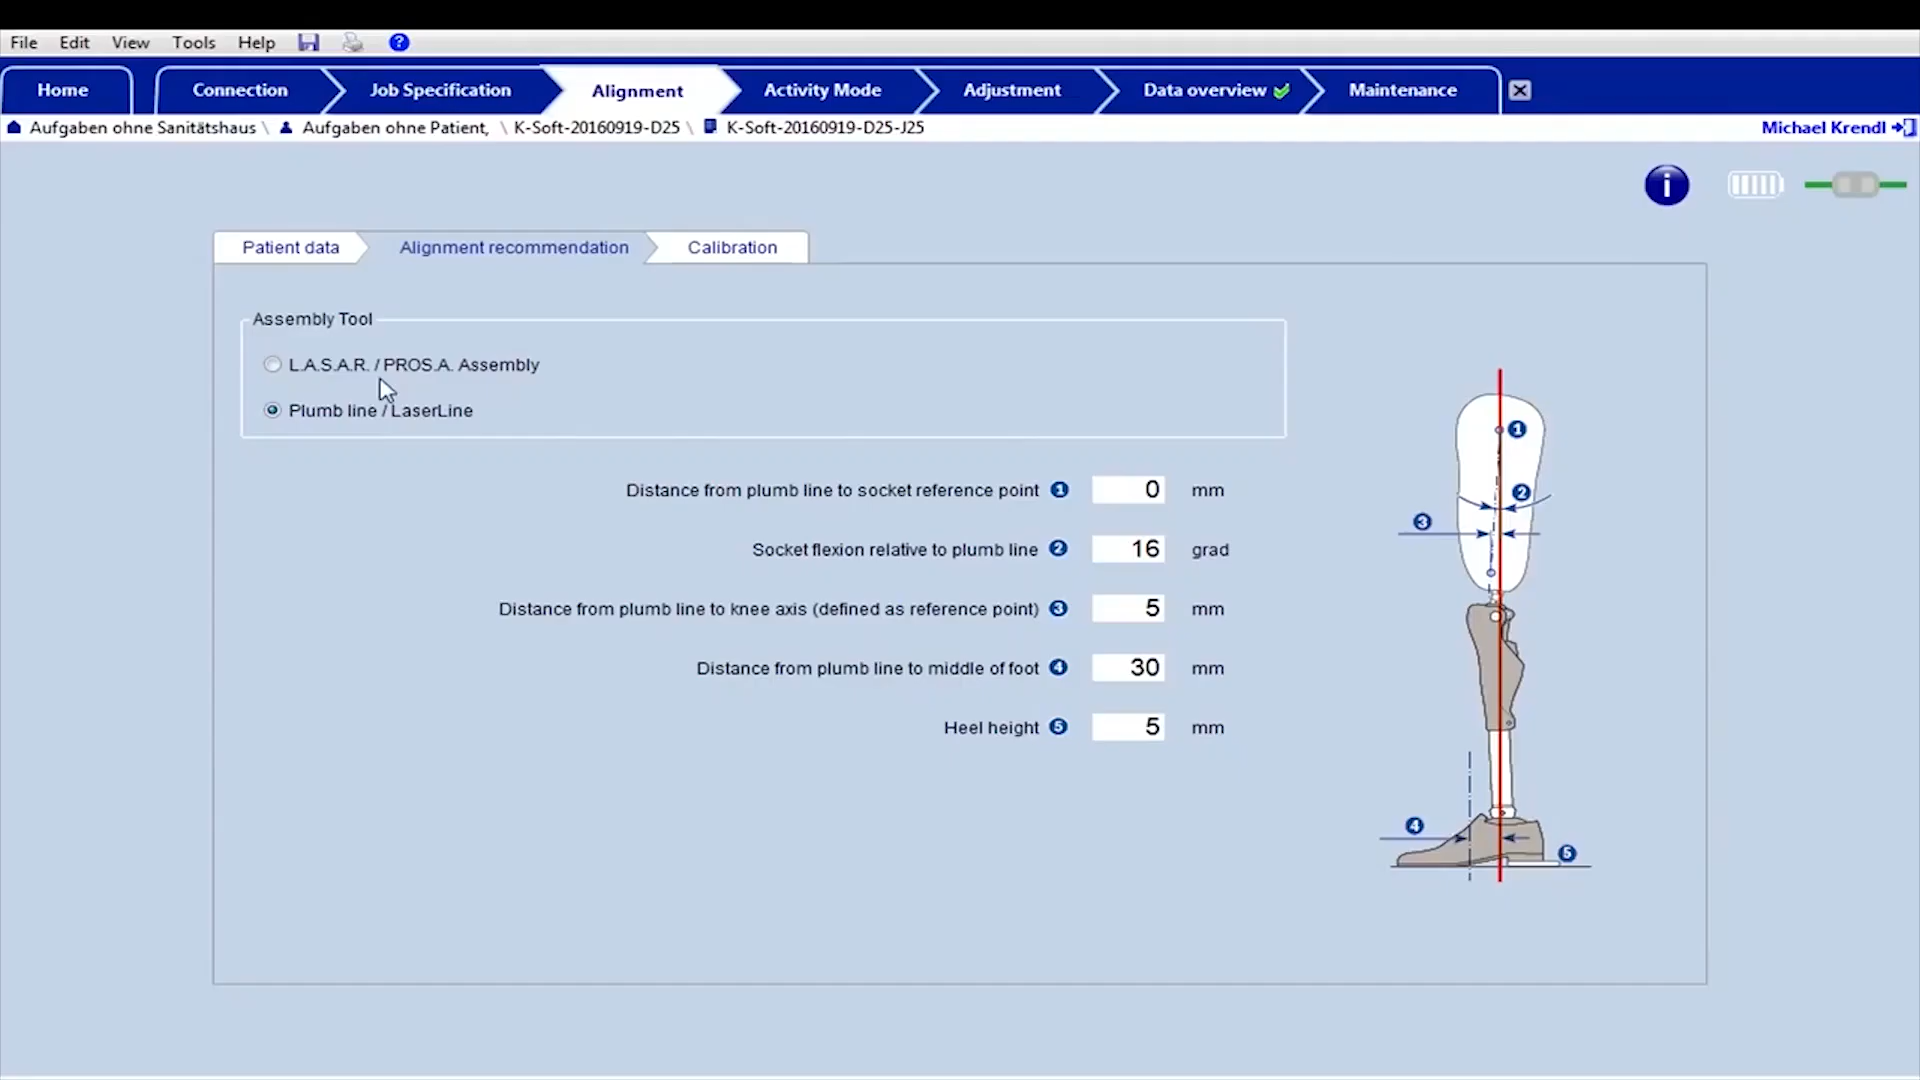 File Edit View Tools Help ?
Home Connection Job Specification Alignment Activity Mode Adjustment Data overview Maintenance
Aufgaben ohne Sanitätshaus \ Aufgaben ohne Patient, \ K-Soft-20160919-D25 \ K-Soft-20160919-D25-J25 Michael Krendl
i
Patient data Alignment recommendation Calibration
Assembly Tool
L.A.S.A.R. / PROS.A. Assembly
Plumb line / LaserLine
Distance from plumb line to socket reference point 1 0 mm
Socket flexion relative to plumb line 2 16 grad
Distance from plumb line to knee axis (defined as reference point) 3 5 mm
Distance from plumb line to middle of foot 4 30 mm
Heel height 5 5 mm
1
2
3
4
5